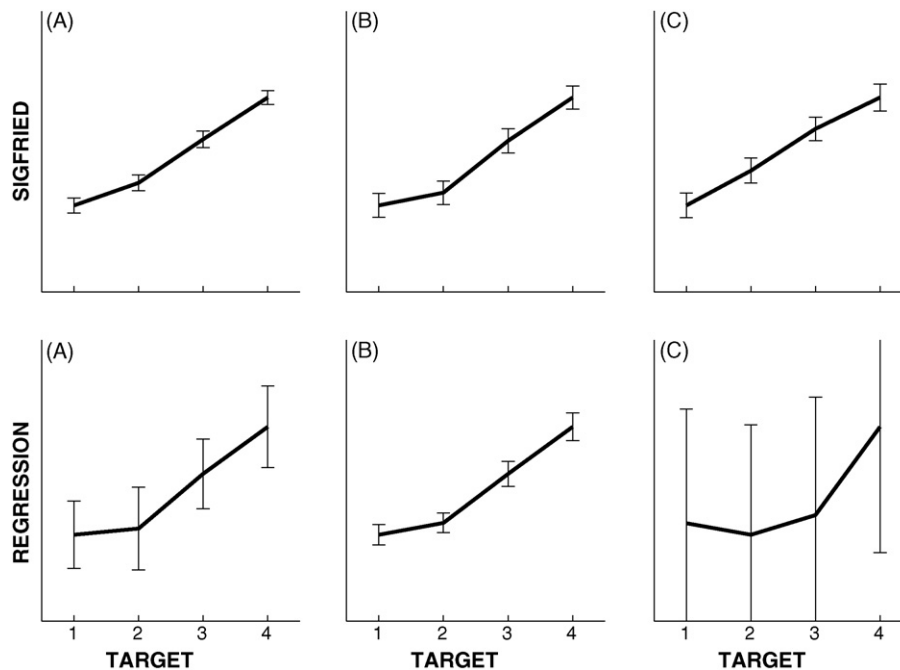 (A) (B) (C)
SIGFRIED
(A) (B) (C)
REGRESSION
1 2 3 4 1 2 3 4 1 2 3 4
TARGET TARGET TARGET